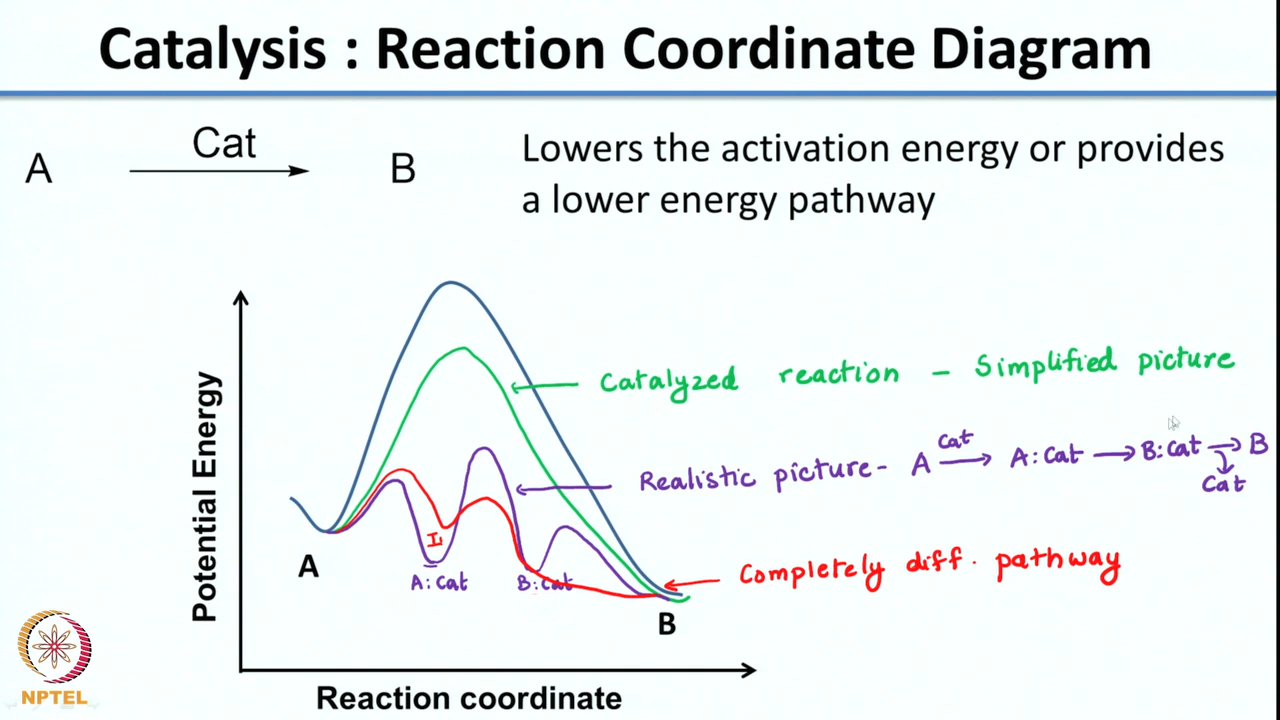 Catalysis : Reaction Coordinate Diagram
A
Cat
B
Lowers the activation energy or provides
a lower energy pathway
Potential Energy
Catalyzed reaction - Simplified picture
Realistic picture- A Cat → A:Cat → B:Cat → B
Cat
I
A
A:Cat
B:Cat
Completely diff. pathway
B
Reaction coordinate
NPTEL